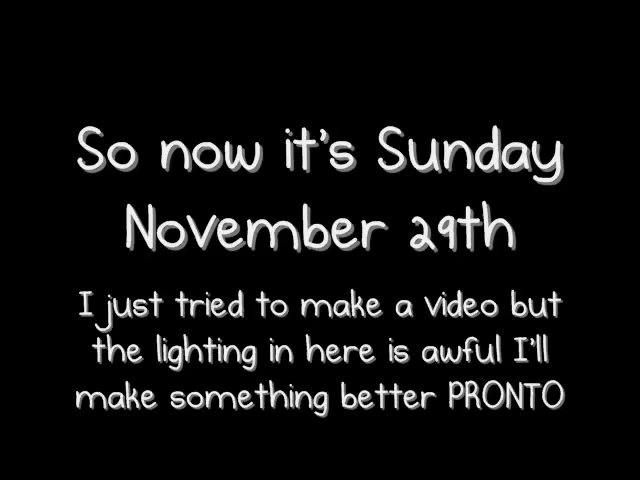 So now it's Sunday
November 29th
I just tried to make a video but
the lighting in here is awful I'll
make something better PRONTO